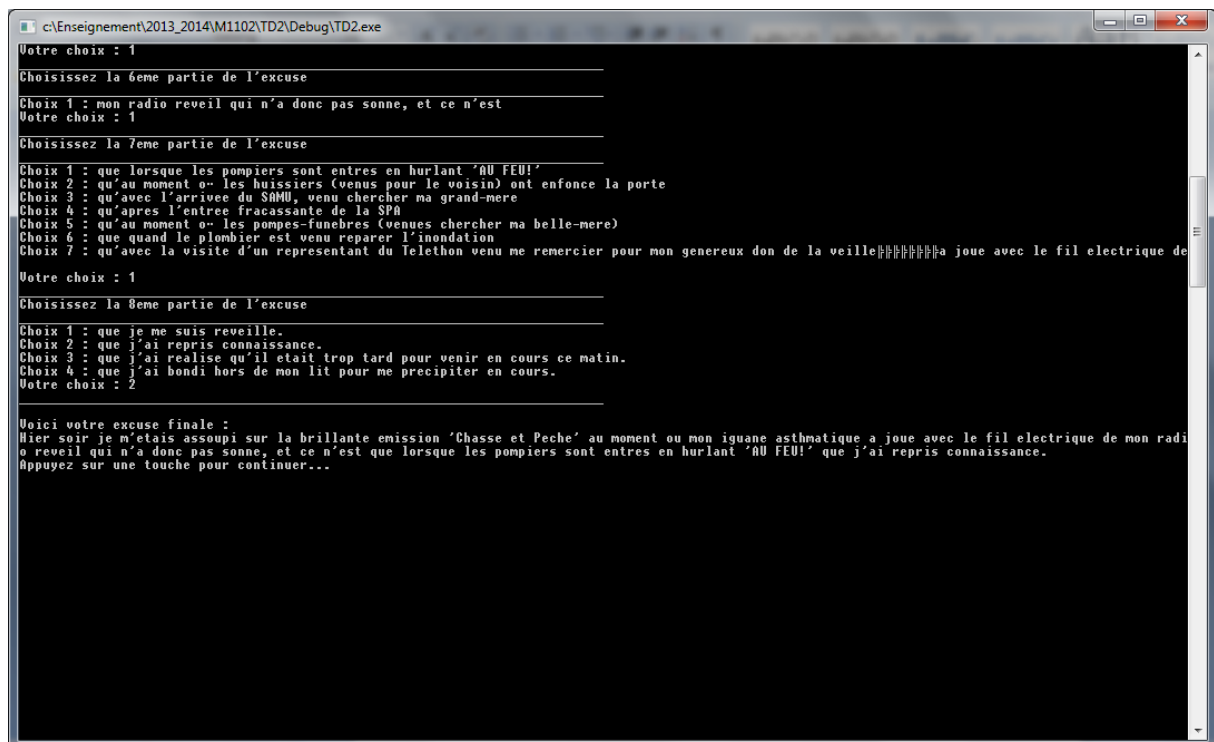 c:\Enseignement\2013_2014\M1102\TD2\Debug\TD2.exe
Votre choix : 1
Choisissez la 6eme partie de l'excuse
Choix 1 : mon radio reveil qui n'a donc pas sonne, et ce n'est
Votre choix : 1
Choisissez la 7eme partie de l'excuse
Choix 1 : que lorsque les pompiers sont entres en hurlant 'AU FEU!'
Choix 2 : qu'au moment o¨ les huissiers (venus pour le voisin) ont enfonce la porte
Choix 3 : qu'avec l'arrivee du SAMU, venu chercher ma grand-mere
Choix 4 : qu'apres l'entree fracassante de la SPA
Choix 5 : qu'au moment o¨ les pompes-funebres (venues chercher ma belle-mere)
Choix 6 : que quand le plombier est venu reparer l'inondation
Choix 7 : qu'avec la visite d'un representant du Telethon venu me remercier pour mon genereux don de la veille╠╠╠╠╠╠╠╠a joue avec le fil electrique de
Votre choix : 1
Choisissez la 8eme partie de l'excuse
Choix 1 : que je me suis reveille.
Choix 2 : que j'ai repris connaissance.
Choix 3 : que j'ai realise qu'il etait trop tard pour venir en cours ce matin.
Choix 4 : que j'ai bondi hors de mon lit pour me precipiter en cours.
Votre choix : 2
Voici votre excuse finale :
Hier soir je m'etais assoupi sur la brillante emission 'Chasse et Peche' au moment ou mon iguane asthmatique a joue avec le fil electrique de mon radi
o reveil qui n'a donc pas sonne, et ce n'est que lorsque les pompiers sont entres en hurlant 'AU FEU!' que j'ai repris connaissance.
Appuyez sur une touche pour continuer...